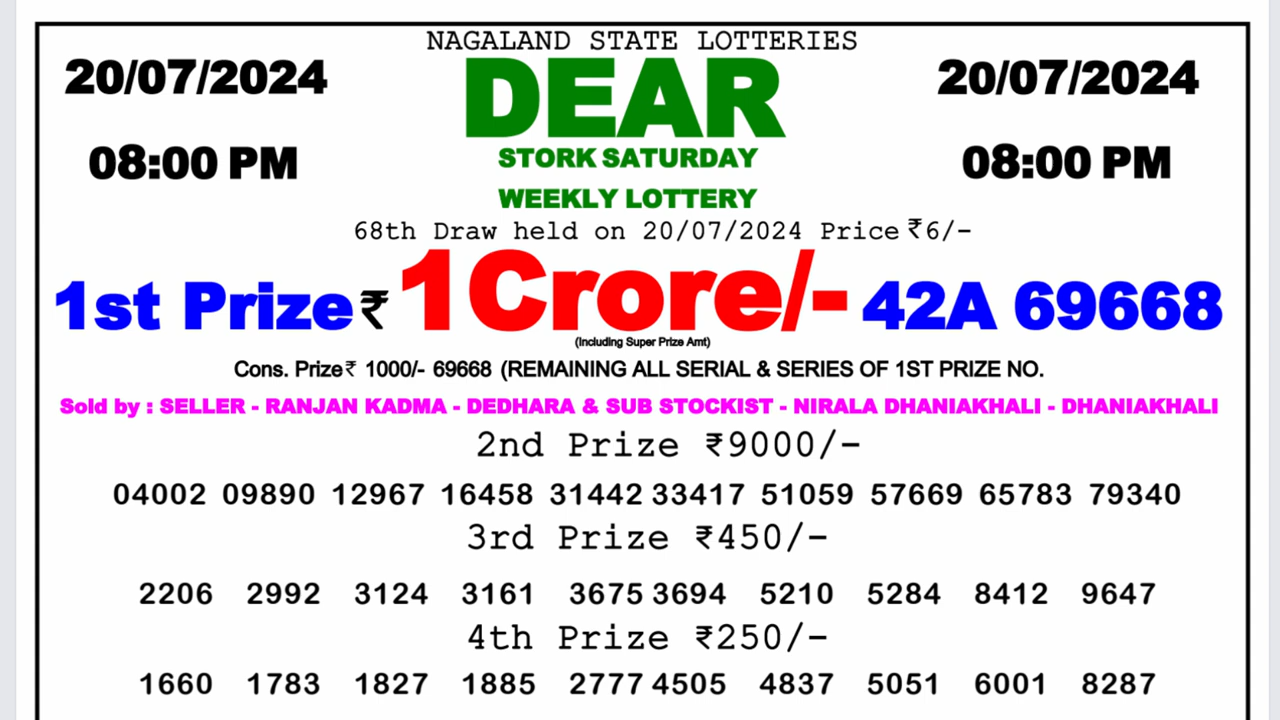 NAGALAND STATE LOTTERIES
20/07/2024 DEAR 20/07/2024
08:00 PM STORK SATURDAY 08:00 PM
WEEKLY LOTTERY
68th Draw held on 20/07/2024 Price ₹6/-
1st Prize ₹ 1Crore/- 42A 69668
(Including Super Prize Amt)
Cons. Prize ₹ 1000/- 69668 (REMAINING ALL SERIAL & SERIES OF 1ST PRIZE NO.
Sold by : SELLER - RANJAN KADMA - DEDHARA & SUB STOCKIST - NIRALA DHANIAKHALI - DHANIAKHALI
2nd Prize ₹9000/-
04002 09890 12967 16458 31442 33417 51059 57669 65783 79340
3rd Prize ₹450/-
2206 2992 3124 3161 3675 3694 5210 5284 8412 9647
4th Prize ₹250/-
1660 1783 1827 1885 2777 4505 4837 5051 6001 8287